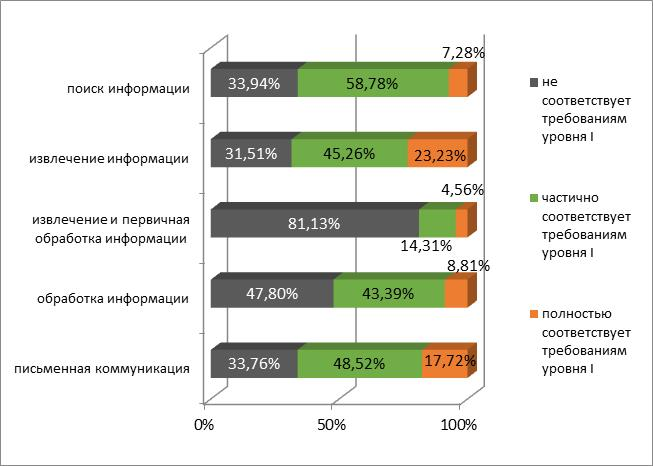 поиск информации
33,94%
58,78%
7,28%
извлечение информации
31,51%
45,26%
23,23%
извлечение и первичная
обработка информации
81,13%
14,31%
4,56%
обработка информации
47,80%
43,39%
8,81%
письменная коммуникация
33,76%
48,52%
17,72%
0%
50%
100%
не
соответствует
требованиям
уровня I
частично
соответствует
требованиям
уровня I
полностью
соответствует
требованиям
уровня I